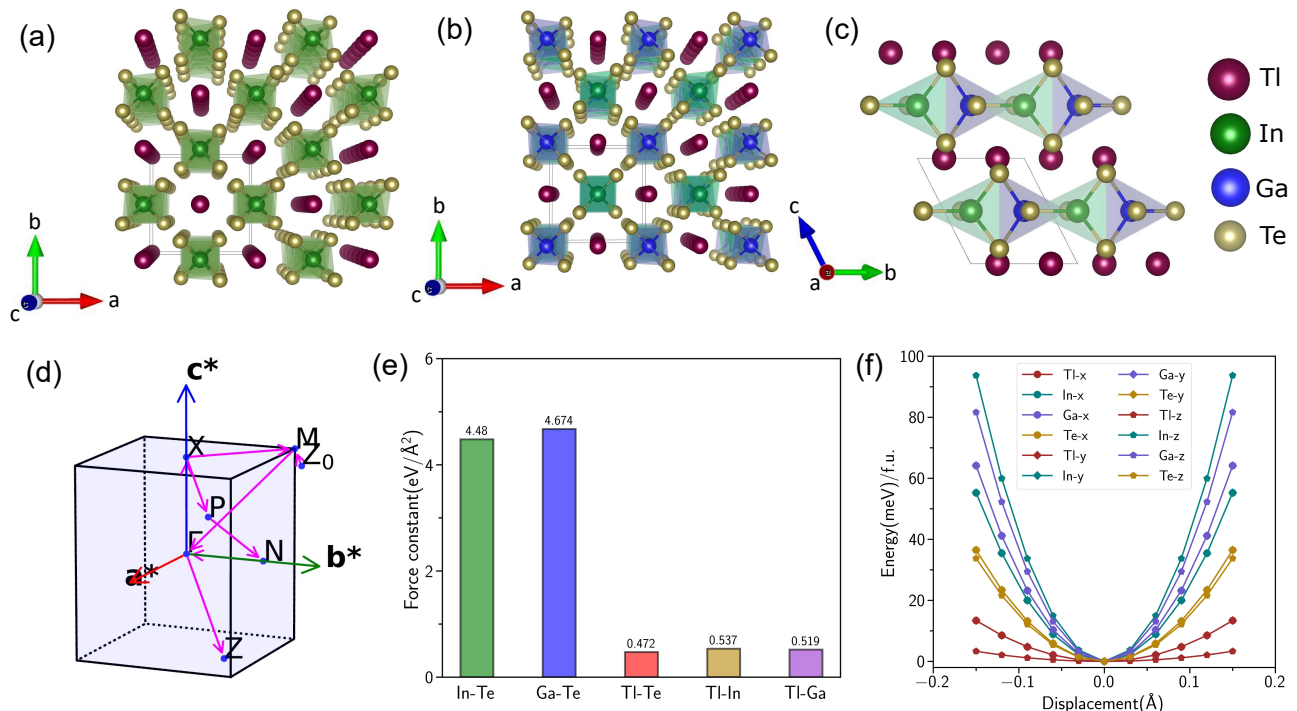 (a)
b
c
a
(b)
b
c
a
(c)
c
a
b
Tl
In
Ga
Te
(d)
c*
X
M
Z0
P
Γ
N
b*
a*
Z
(e)
Force constant(eV/Å²)
6
4
2
0
4.48
4.674
0.472
0.537
0.519
In-Te
Ga-Te
Tl-Te
Tl-In
Tl-Ga
(f)
Energy(meV)/f.u.
100
80
60
40
20
0
Tl-x
In-x
Ga-x
Te-x
Tl-y
In-y
Ga-y
Te-y
Tl-z
In-z
Ga-z
Te-z
−0.2
−0.1
0.0
0.1
0.2
Displacement(Å)